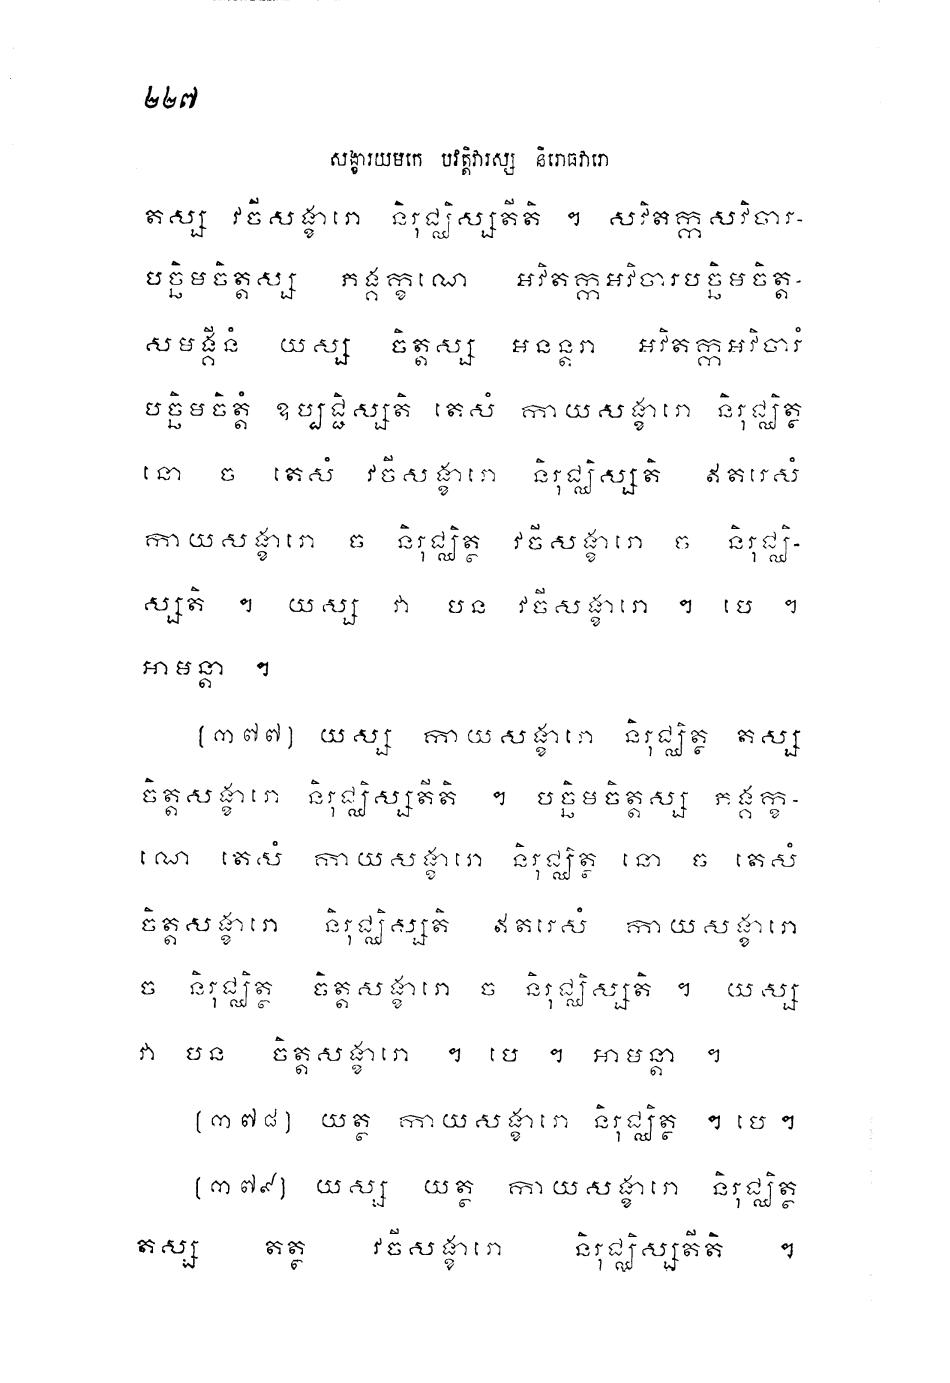 ២២៧
សង្ខារយមកេ បវត្តិវារស្ស និរោធវារោ
តស្ស វចីសង្ខារោ និរុជ្ឈិស្សតីតិ ។ សវិតក្កសវិចារ-
បច្ឆិមចិត្តស្ស ភង្គក្ខណេ អវិតក្កអវិចារបច្ឆិមចិត្ត-
សមង្គីនំ យស្ស ចិត្តស្ស អនន្តរា អវិតក្កអវិចារំ
បច្ឆិមចិត្តំ ឧប្បជ្ជិស្សតិ តេសំ កាយសង្ខារោ និរុជ្ឈិត្ថ
នោ ច តេសំ វចីសង្ខារោ និរុជ្ឈិស្សតិ ឥតរេសំ
កាយសង្ខារោ ច និរុជ្ឈិត្ថ វចីសង្ខារោ ច និរុជ្ឈិ-
ស្សតិ ។ យស្ស វា បន វចីសង្ខារោ ។ បេ ។
អាមន្តា ។
(៣៧៧) យស្ស កាយសង្ខារោ និរុជ្ឈិត្ថ តស្ស
ចិត្តសង្ខារោ និរុជ្ឈិស្សតីតិ ។ បច្ឆិមចិត្តស្ស ភង្គក្ខ-
ណេ តេសំ កាយសង្ខារោ និរុជ្ឈិត្ថ នោ ច តេសំ
ចិត្តសង្ខារោ និរុជ្ឈិស្សតិ ឥតរេសំ កាយសង្ខារោ
ច និរុជ្ឈិត្ថ ចិត្តសង្ខារោ ច និរុជ្ឈិស្សតិ ។ យស្ស
វា បន ចិត្តសង្ខារោ ។ បេ ។ អាមន្តា ។
(៣៧៨) យត្ថ កាយសង្ខារោ និរុជ្ឈិត្ថ ។ បេ ។
(៣៧៩) យស្ស យត្ថ កាយសង្ខារោ និរុជ្ឈិត្ថ
តស្ស តត្ថ វចីសង្ខារោ និរុជ្ឈិស្សតីតិ ។